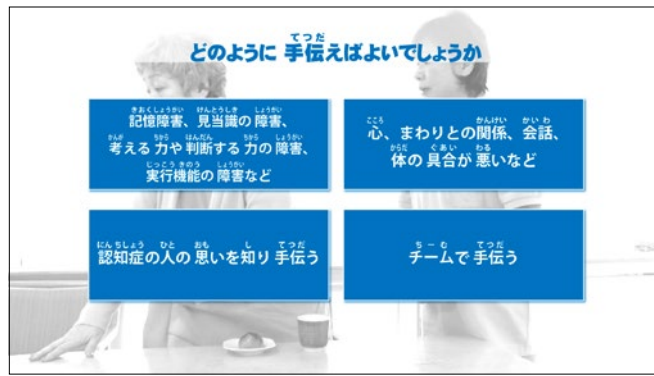 どのように 手伝えばよいでしょうか
記憶障害、見当識の 障害、
考える 力や 判断する 力の 障害、
実行機能の 障害など
心、まわりとの 関係、会話、
体の 具合が 悪いなど
認知症の 人の 思いを 知り 手伝う
チームで 手伝う